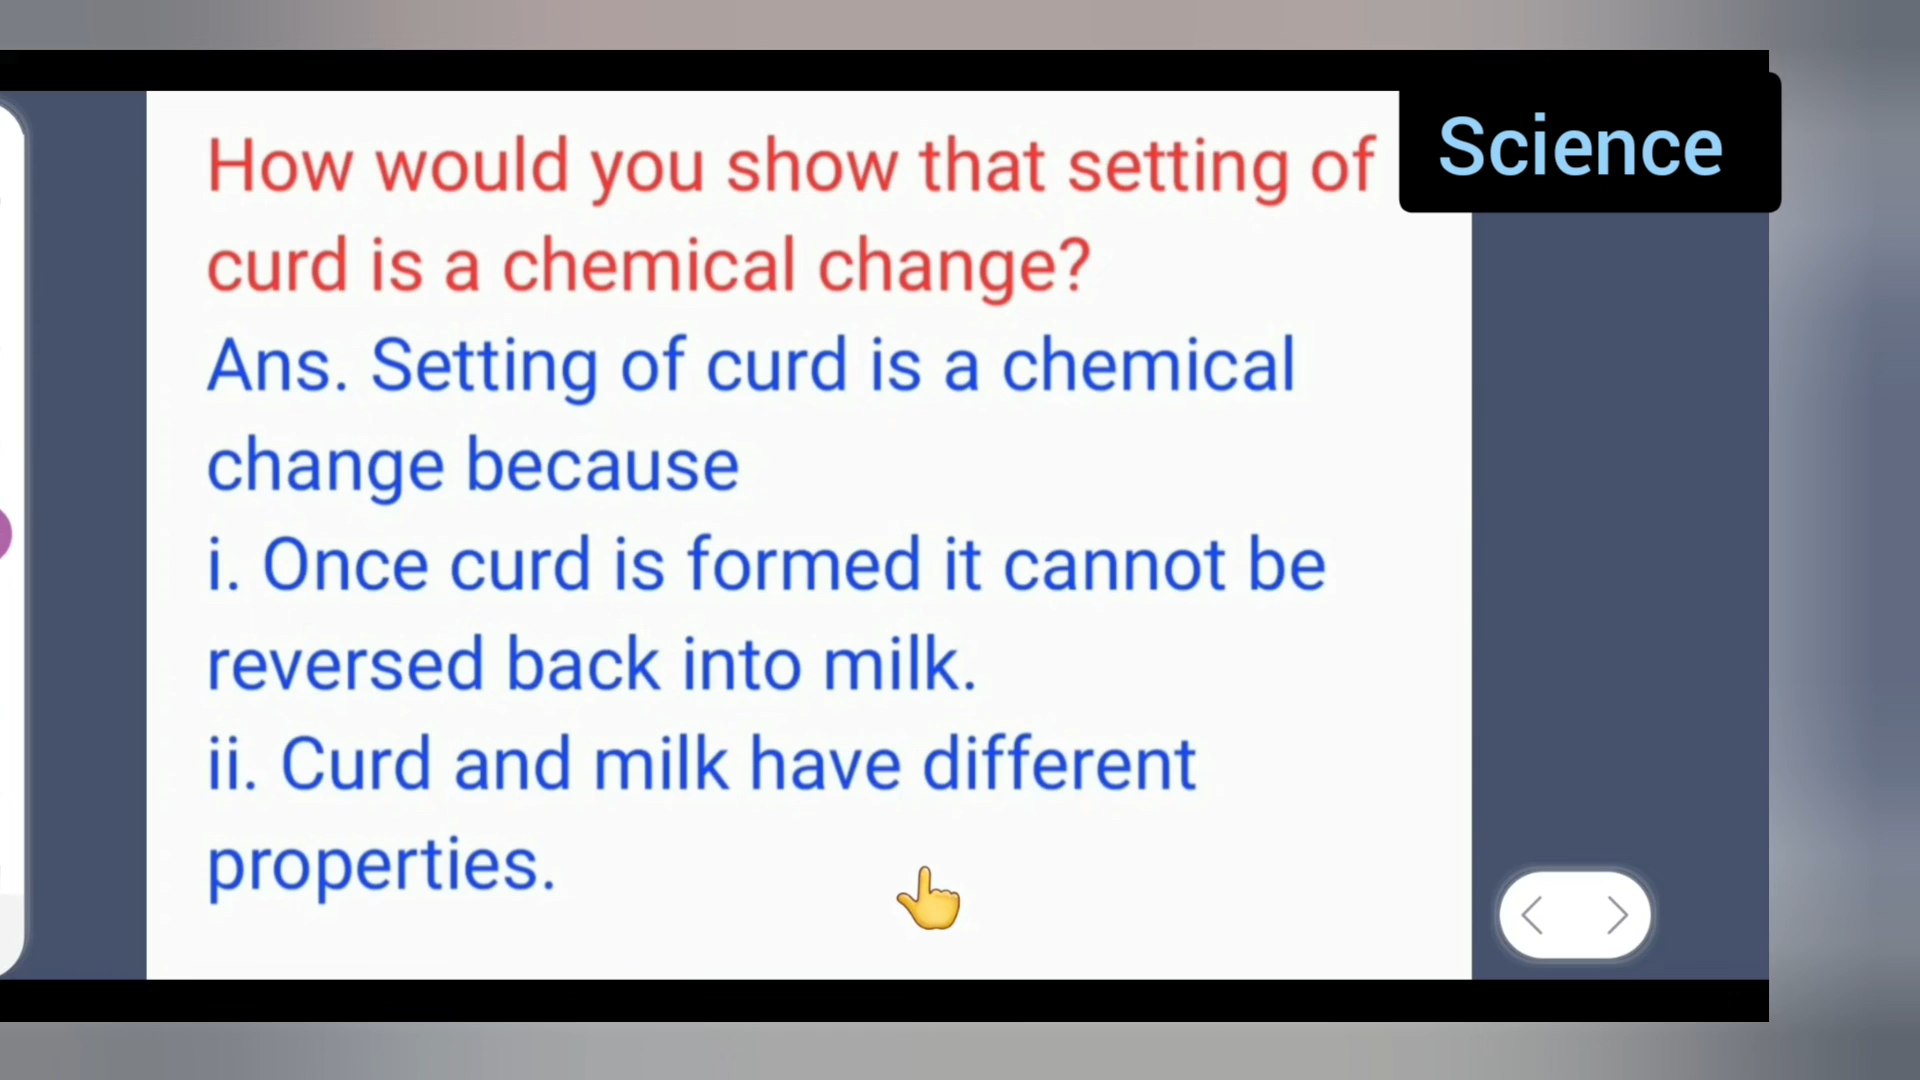 Science
How would you show that setting of
curd is a chemical change?
Ans. Setting of curd is a chemical
change because
i. Once curd is formed it cannot be
reversed back into milk.
ii. Curd and milk have different
properties.